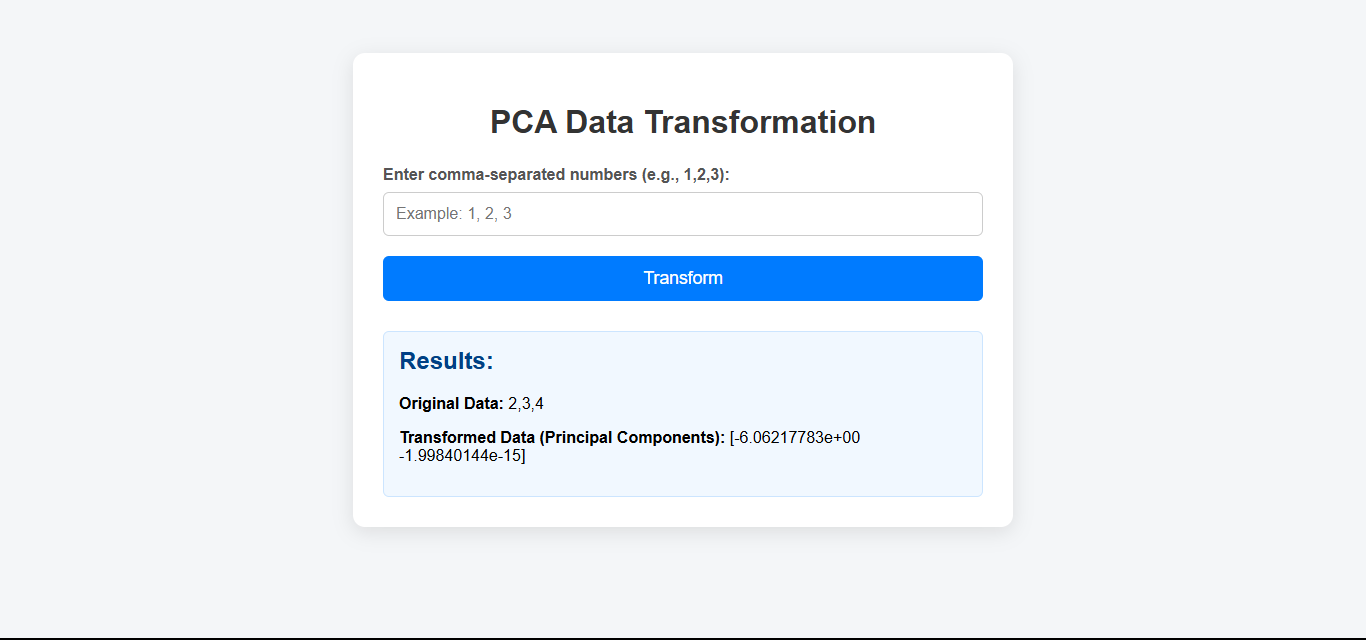 PCA Data Transformation
Enter comma-separated numbers (e.g., 1,2,3):
Example: 1, 2, 3
Transform
Results:
Original Data: 2,3,4
Transformed Data (Principal Components): [-6.06217783e+00
-1.99840144e-15]